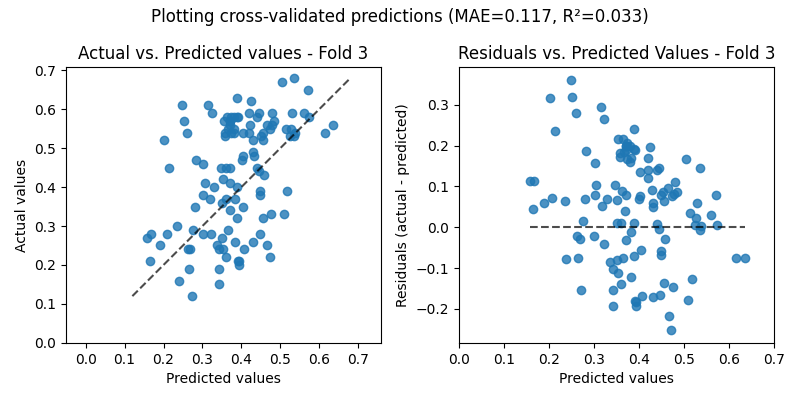 Plotting cross-validated predictions (MAE=0.117, R²=0.033)
Actual vs. Predicted values - Fold 3
Actual values
0.7
0.6
0.5
0.4
0.3
0.2
0.1
0.0
0.0 0.1 0.2 0.3 0.4 0.5 0.6 0.7
Predicted values
Residuals vs. Predicted Values - Fold 3
Residuals (actual - predicted)
0.3
0.2
0.1
0.0
−0.1
−0.2
0.0 0.1 0.2 0.3 0.4 0.5 0.6 0.7
Predicted values